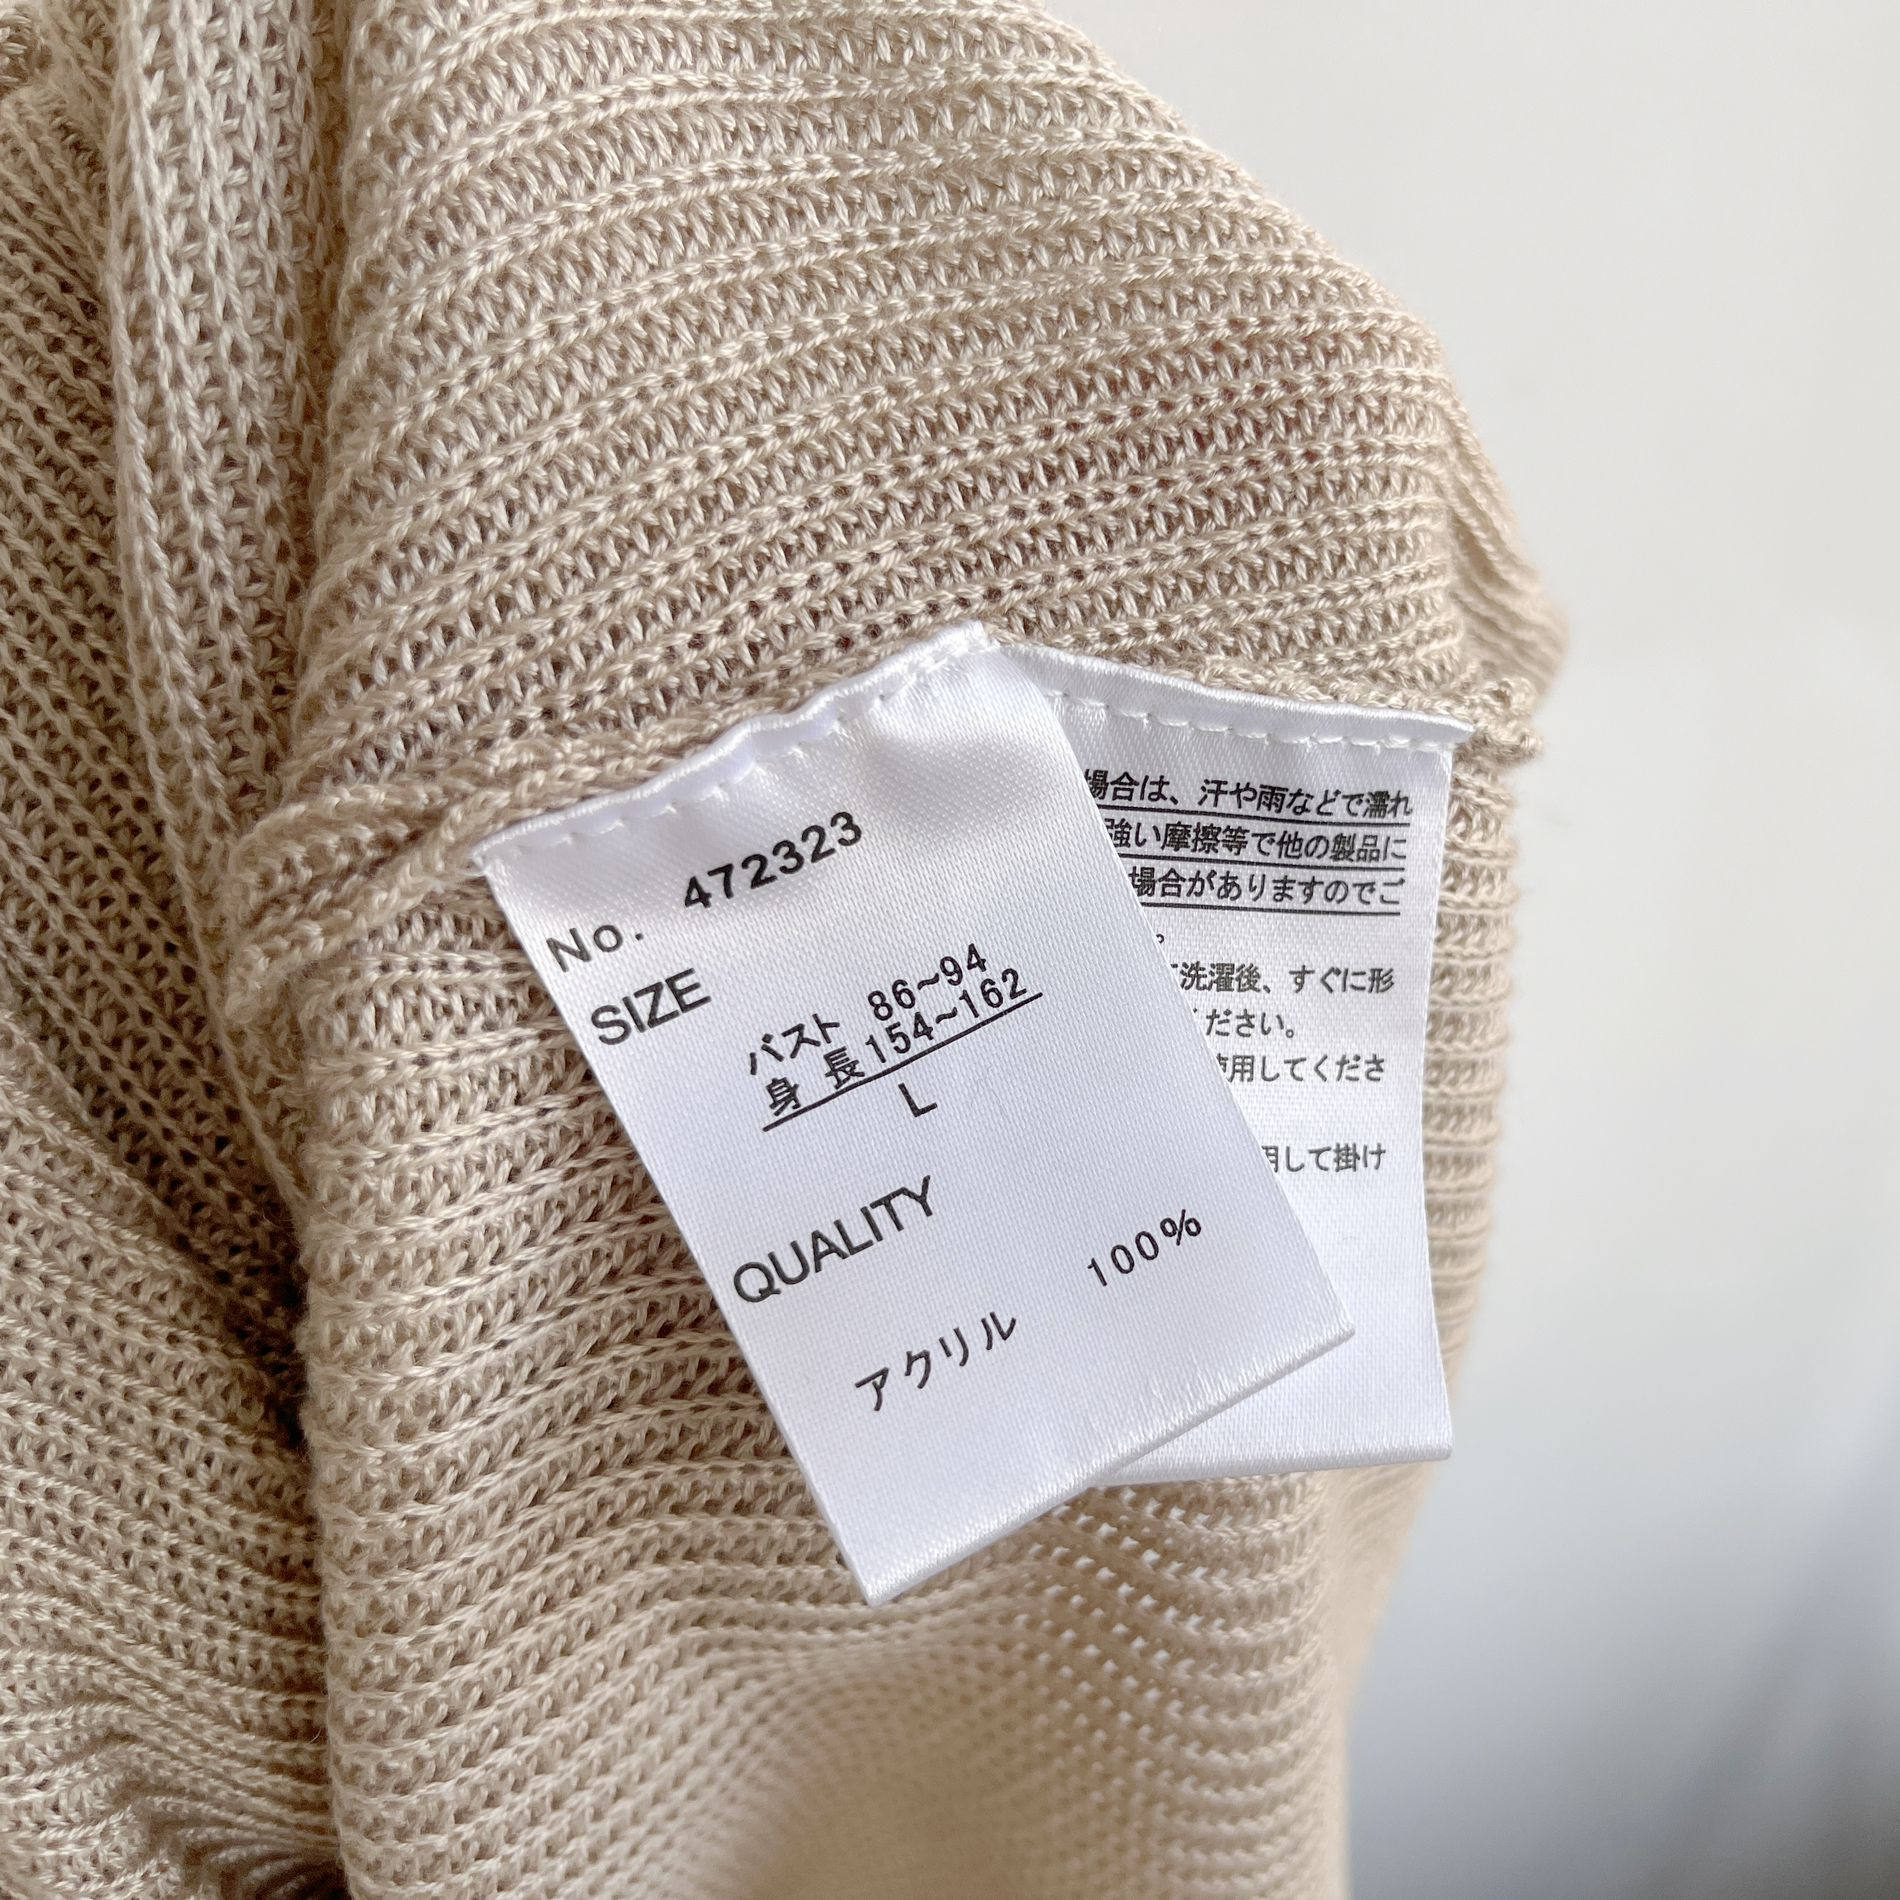 No. 472323
SIZE
バスト 86~94
身 長 154~162
L
QUALITY
アクリル 100%
場合は、汗や雨などで濡れ
強い摩擦等で他の製品に
場合がありますのでご
。
洗濯後、すぐに形
ください。
使用してくださ
用して掛け